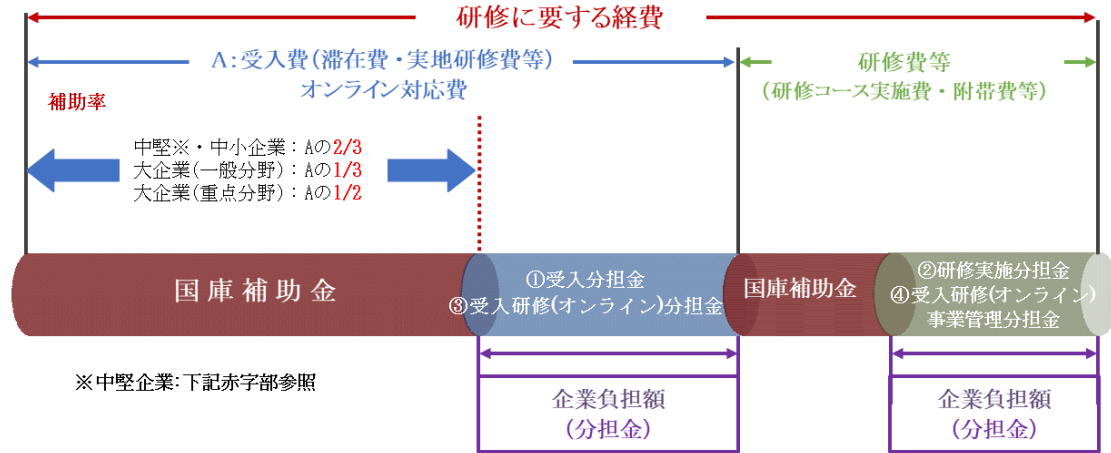 研修に要する経費
A:受入費(滞在費・実地研修費等)
オンライン対応費
研修費等
(研修コース実施費・附帯費等)
補助率
中堅※・中小企業：Aの2/3
大企業(一般分野)：Aの1/3
大企業(重点分野)：Aの1/2
国庫補助金
①受入分担金
③受入研修(オンライン)分担金
国庫補助金
②研修実施分担金
④受入研修(オンライン)
事業管理分担金
※中堅企業：下記赤字部参照
企業負担額
(分担金)
企業負担額
(分担金)